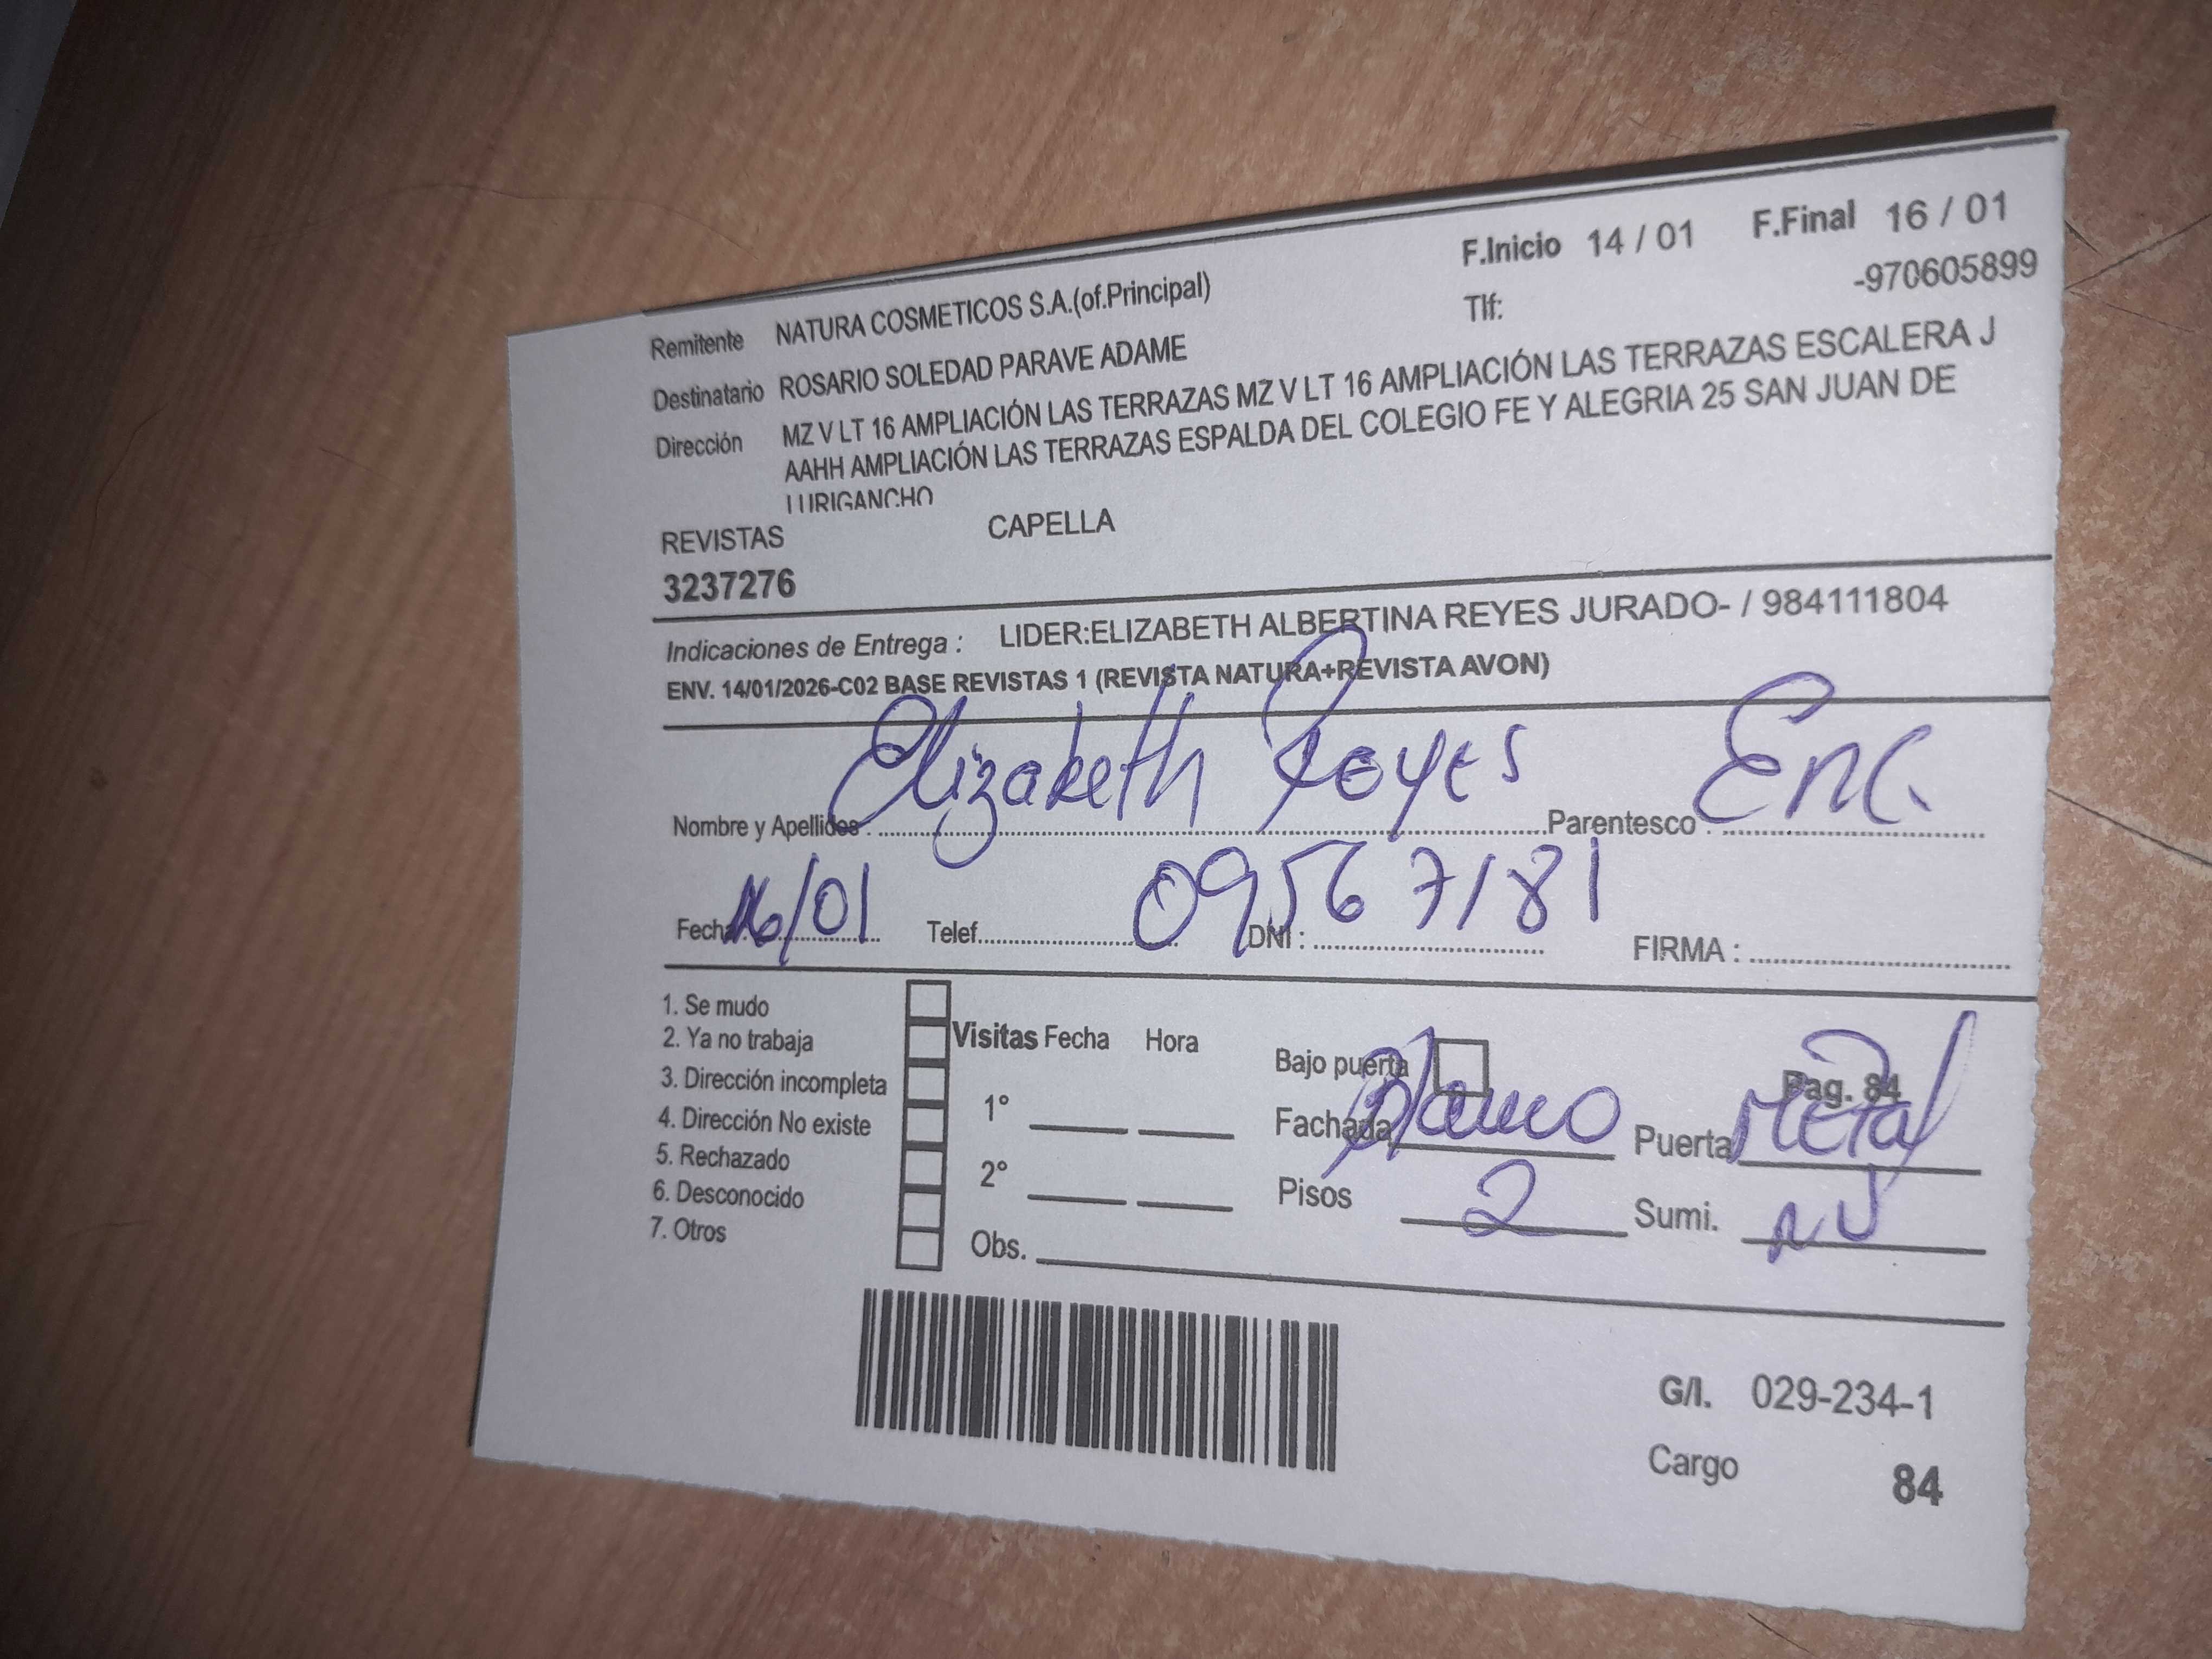 F.Inicio 14 / 01 F.Final 16 / 01
Remitente NATURA COSMETICOS S.A.(of.Principal) Tlf: -970605899
Destinatario ROSARIO SOLEDAD PARAVE ADAME
Dirección MZ V LT 16 AMPLIACIÓN LAS TERRAZAS MZ V LT 16 AMPLIACIÓN LAS TERRAZAS ESCALERA J
AAHH AMPLIACIÓN LAS TERRAZAS ESPALDA DEL COLEGIO FE Y ALEGRIA 25 SAN JUAN DE
LURIGANCHO
REVISTAS CAPELLA
3237276
Indicaciones de Entrega : LIDER:ELIZABETH ALBERTINA REYES JURADO- / 984111804
ENV. 14/01/2026-C02 BASE REVISTAS 1 (REVISTA NATURA+REVISTA AVON)
Nombre y Apellidos : Elizabeth Reyes Parentesco : Enc.
Fecha : 16/01 Telef. DNI : 09567181 FIRMA :
1. Se mudo
2. Ya no trabaja
3. Dirección incompleta
4. Dirección No existe
5. Rechazado
6. Desconocido
7. Otros
Visitas Fecha Hora
1°
2°
Obs.
Bajo puerta Pag. 84
Fachada Blanco Puerta Metal
Pisos 2 Sumi.
G/I. 029-234-1
Cargo 84